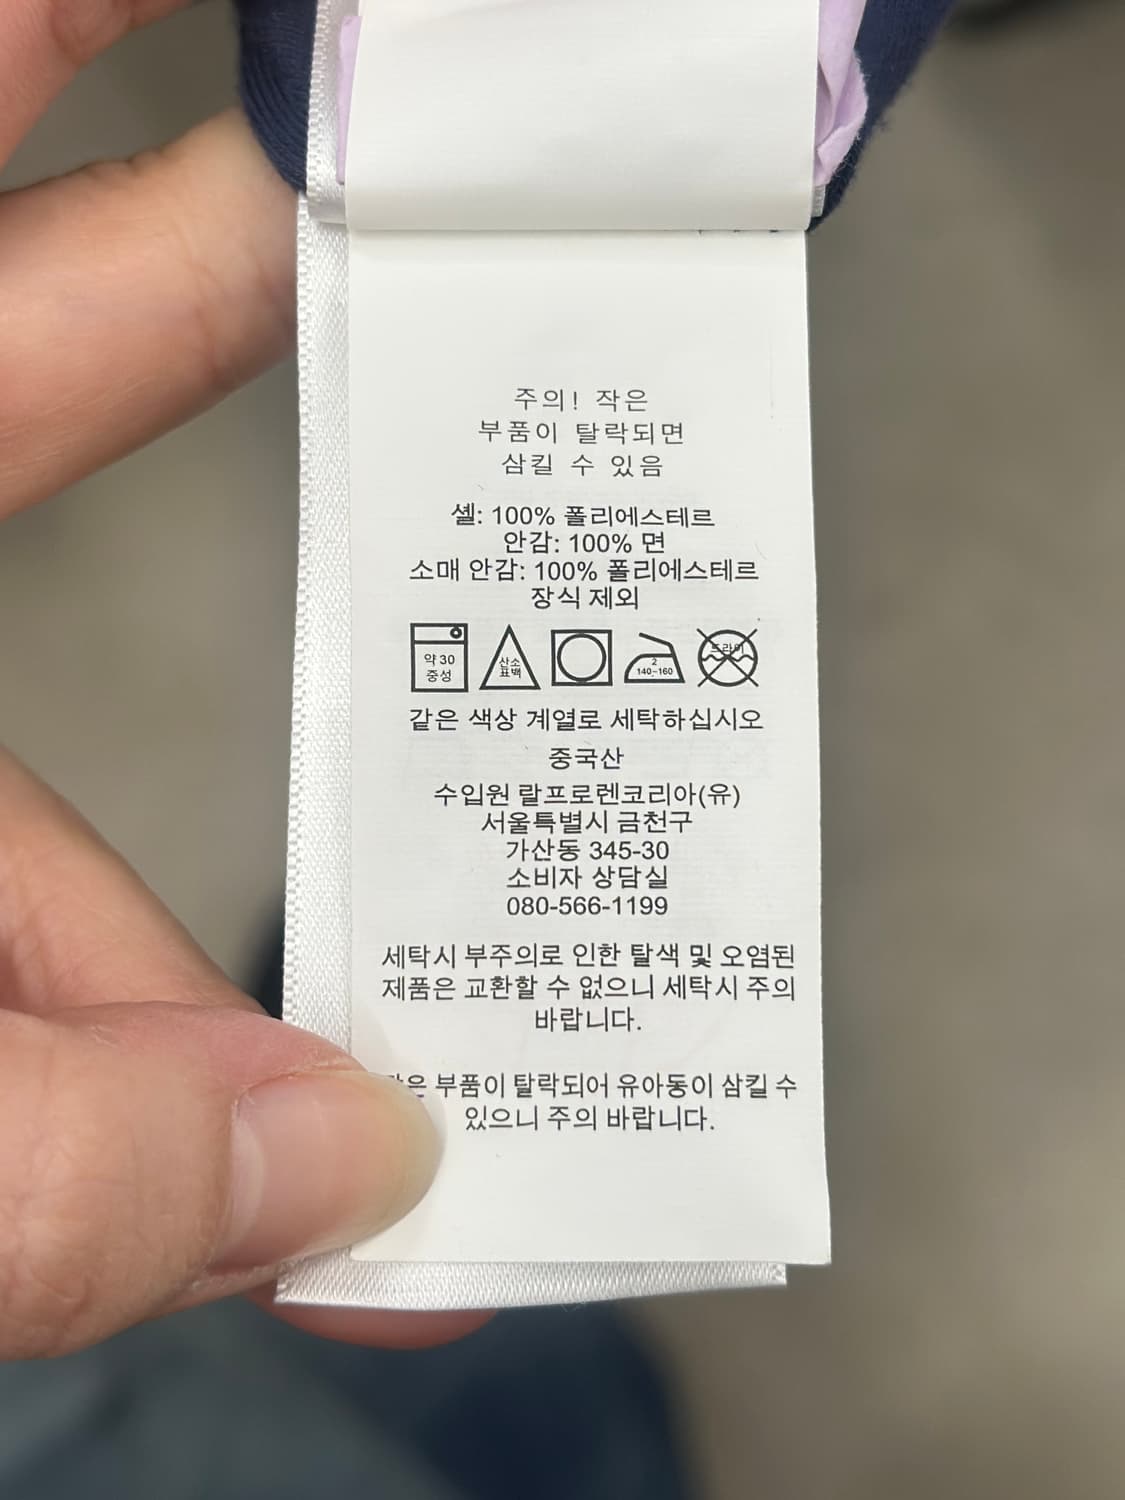 주의! 작은
부품이 탈락되면
삼킬 수 있음
셸: 100% 폴리에스테르
안감: 100% 면
소매 안감: 100% 폴리에스테르
장식 제외
약 30
중성
산소
표백
2
140~160
드라이
같은 색상 계열로 세탁하십시오
중국산
수입원 랄프로렌코리아(유)
서울특별시 금천구
가산동 345-30
소비자 상담실
080-566-1199
세탁시 부주의로 인한 탈색 및 오염된
제품은 교환할 수 없으니 세탁시 주의
바랍니다.
부품이 탈락되어 유아동이 삼킬 수
있으니 주의 바랍니다.